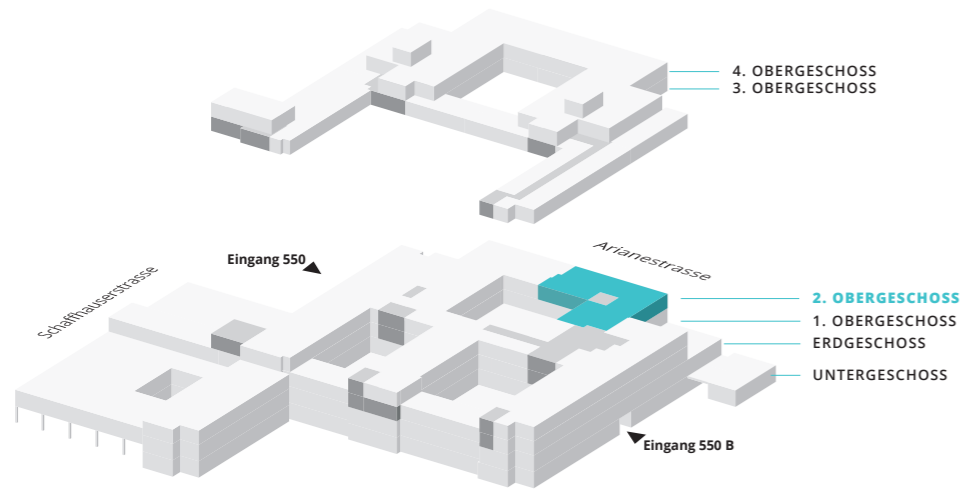 4. OBERGESCHOSS
3. OBERGESCHOSS
Arianestrasse
Eingang 550
Schaffhauserstrasse
2. OBERGESCHOSS
1. OBERGESCHOSS
ERDGESCHOSS
UNTERGESCHOSS
Eingang 550 B